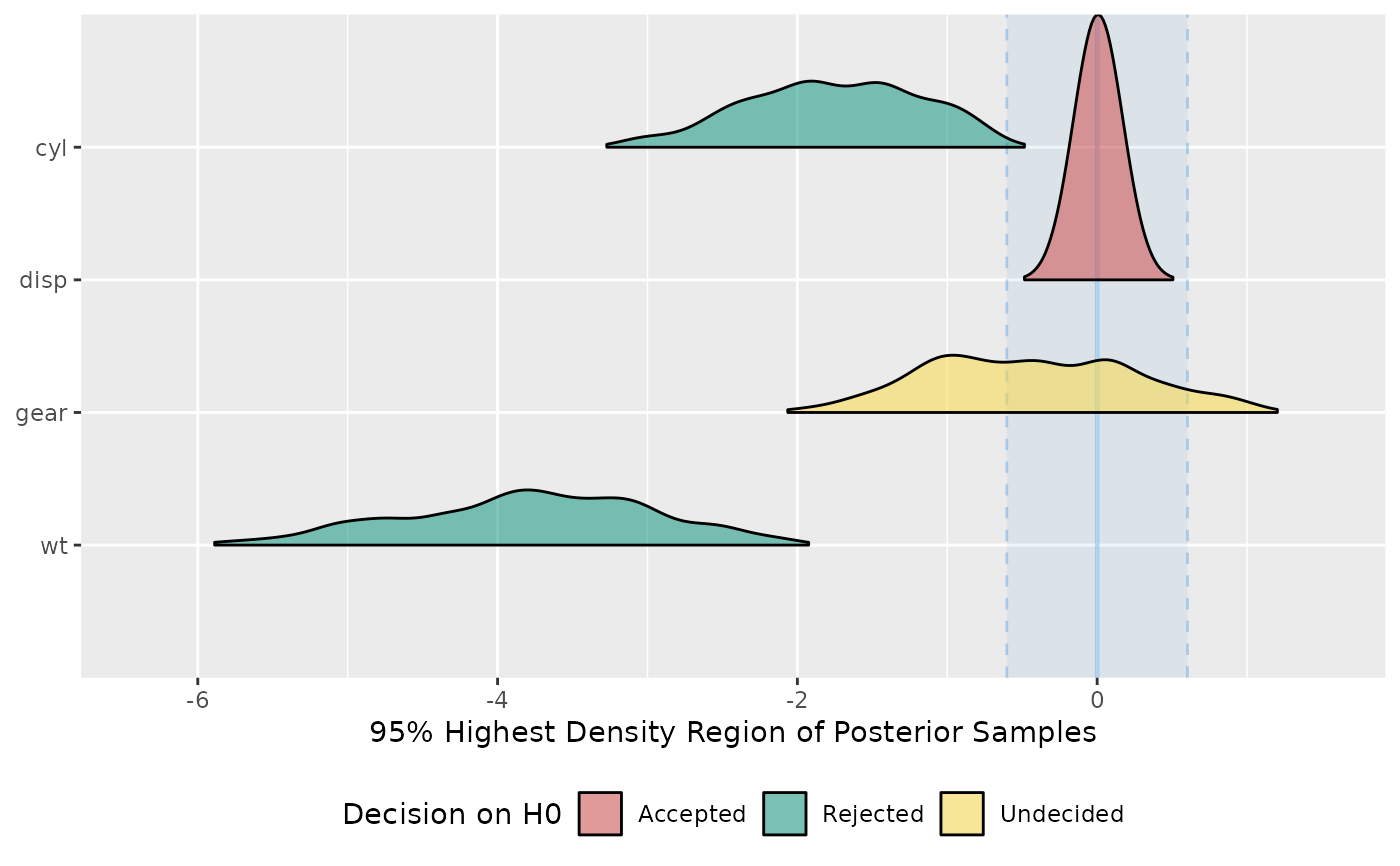 cyl
disp
gear
wt
-6 -4 -2 0
95% Highest Density Region of Posterior Samples
Decision on H0 Accepted Rejected Undecided